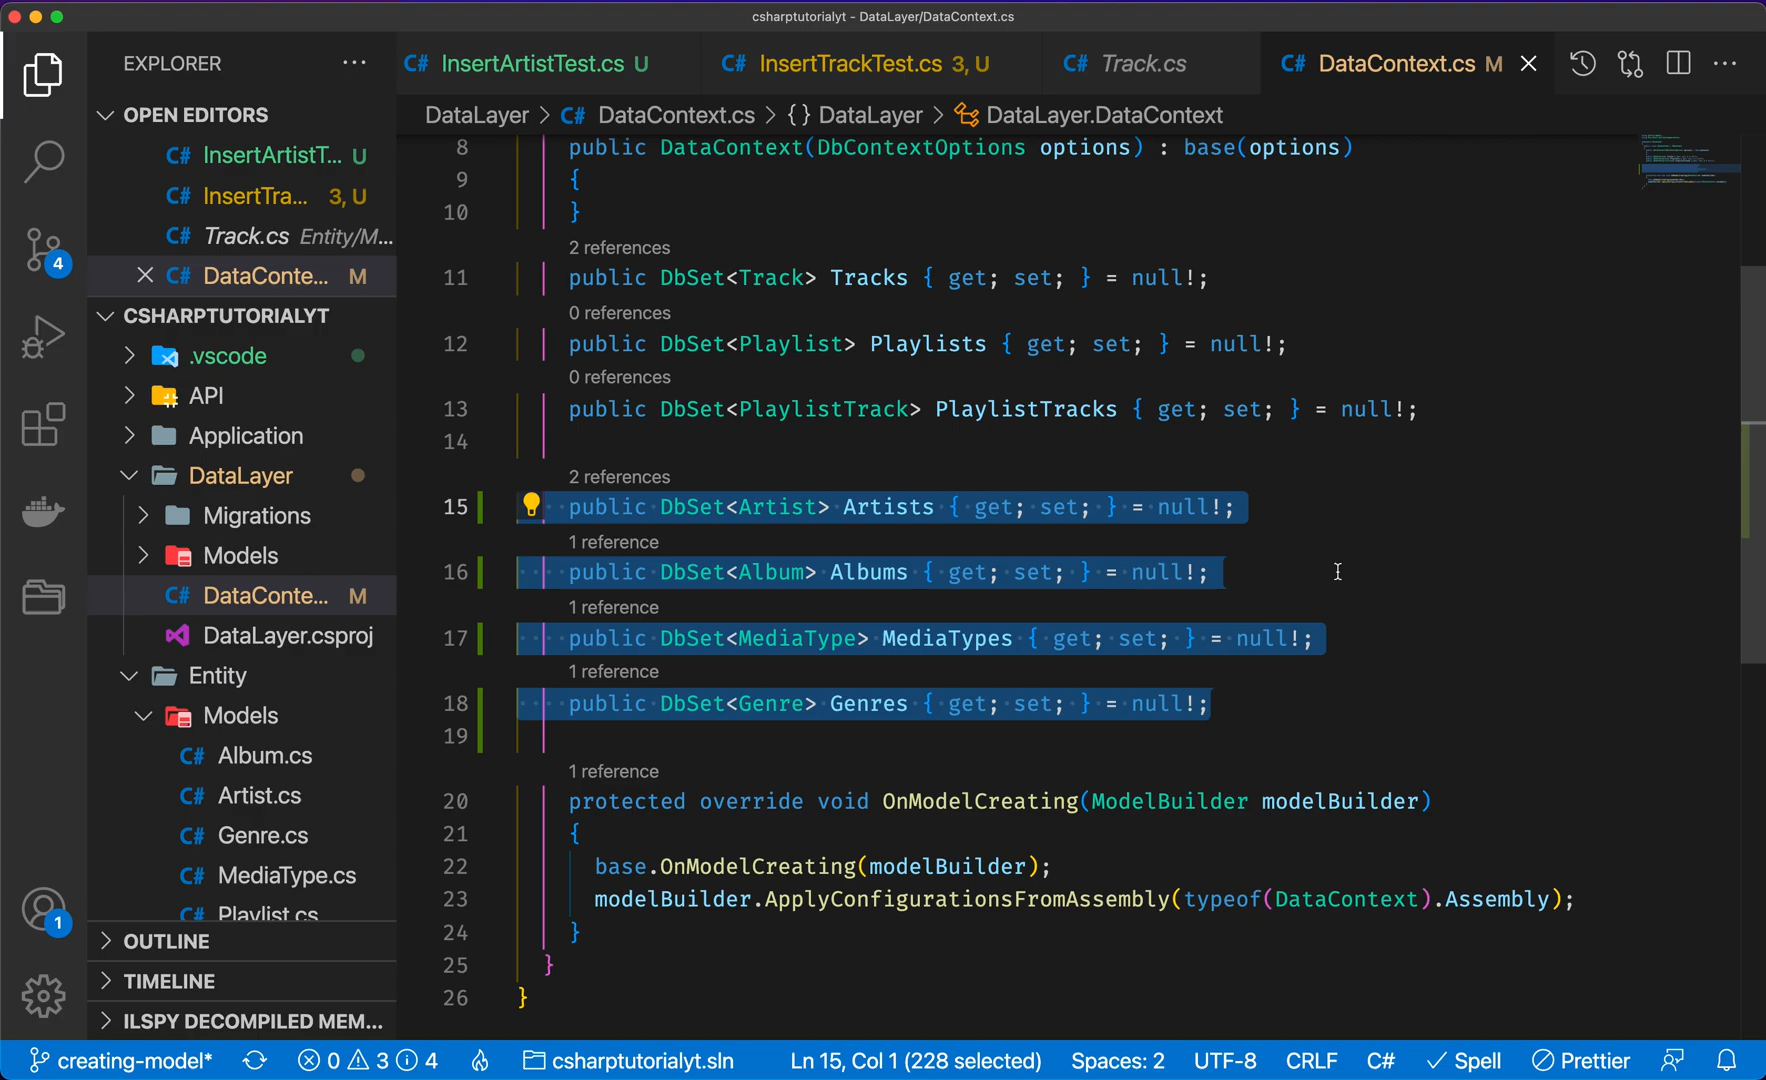 csharptutorialyt - DataLayer/DataContext.cs
EXPLORER ···
C# InsertArtistTest.cs U
C# InsertTrackTest.cs 3, U
C# Track.cs
C# DataContext.cs M
DataLayer > C# DataContext.cs > {} DataLayer > DataLayer.DataContext
OPEN EDITORS
C# InsertArtistT... U
C# InsertTra... 3, U
C# Track.cs Entity/M...
C# DataConte... M
CSHARPTUTORIALYT
.vscode
API
Application
DataLayer
Migrations
Models
C# DataConte... M
DataLayer.csproj
Entity
Models
C# Album.cs
C# Artist.cs
C# Genre.cs
C# MediaType.cs
C# Playlist.cs
OUTLINE
TIMELINE
ILSPY DECOMPILED MEM...
4
1
8 public DataContext(DbContextOptions options) : base(options)
9 {
10 }
2 references
11 public DbSet<Track> Tracks { get; set; } = null!;
0 references
12 public DbSet<Playlist> Playlists { get; set; } = null!;
0 references
13 public DbSet<PlaylistTrack> PlaylistTracks { get; set; } = null!;
14
2 references
15 public DbSet<Artist> Artists { get; set; } = null!;
1 reference
16 public DbSet<Album> Albums { get; set; } = null!;
1 reference
17 public DbSet<MediaType> MediaTypes { get; set; } = null!;
1 reference
18 public DbSet<Genre> Genres { get; set; } = null!;
19
1 reference
20 protected override void OnModelCreating(ModelBuilder modelBuilder)
21 {
22 base.OnModelCreating(modelBuilder);
23 modelBuilder.ApplyConfigurationsFromAssembly(typeof(DataContext).Assembly);
24 }
25 }
26 }
creating-model* 0 3 4 csharptutorialyt.sln Ln 15, Col 1 (228 selected) Spaces: 2 UTF-8 CRLF C# Spell Prettier